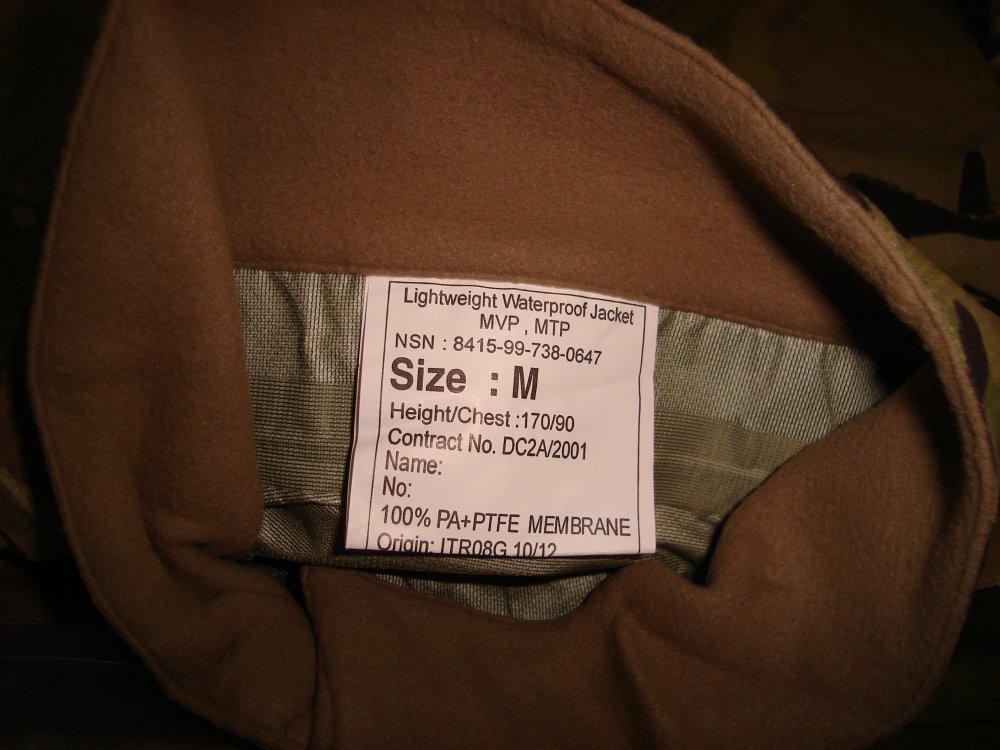 Lightweight Waterproof Jacket
MVP , MTP
NSN : 8415-99-738-0647
Size : M
Height/Chest :170/90
Contract No. DC2A/2001
Name:
No:
100% PA+PTFE MEMBRANE
Origin: ITR08G 10/12